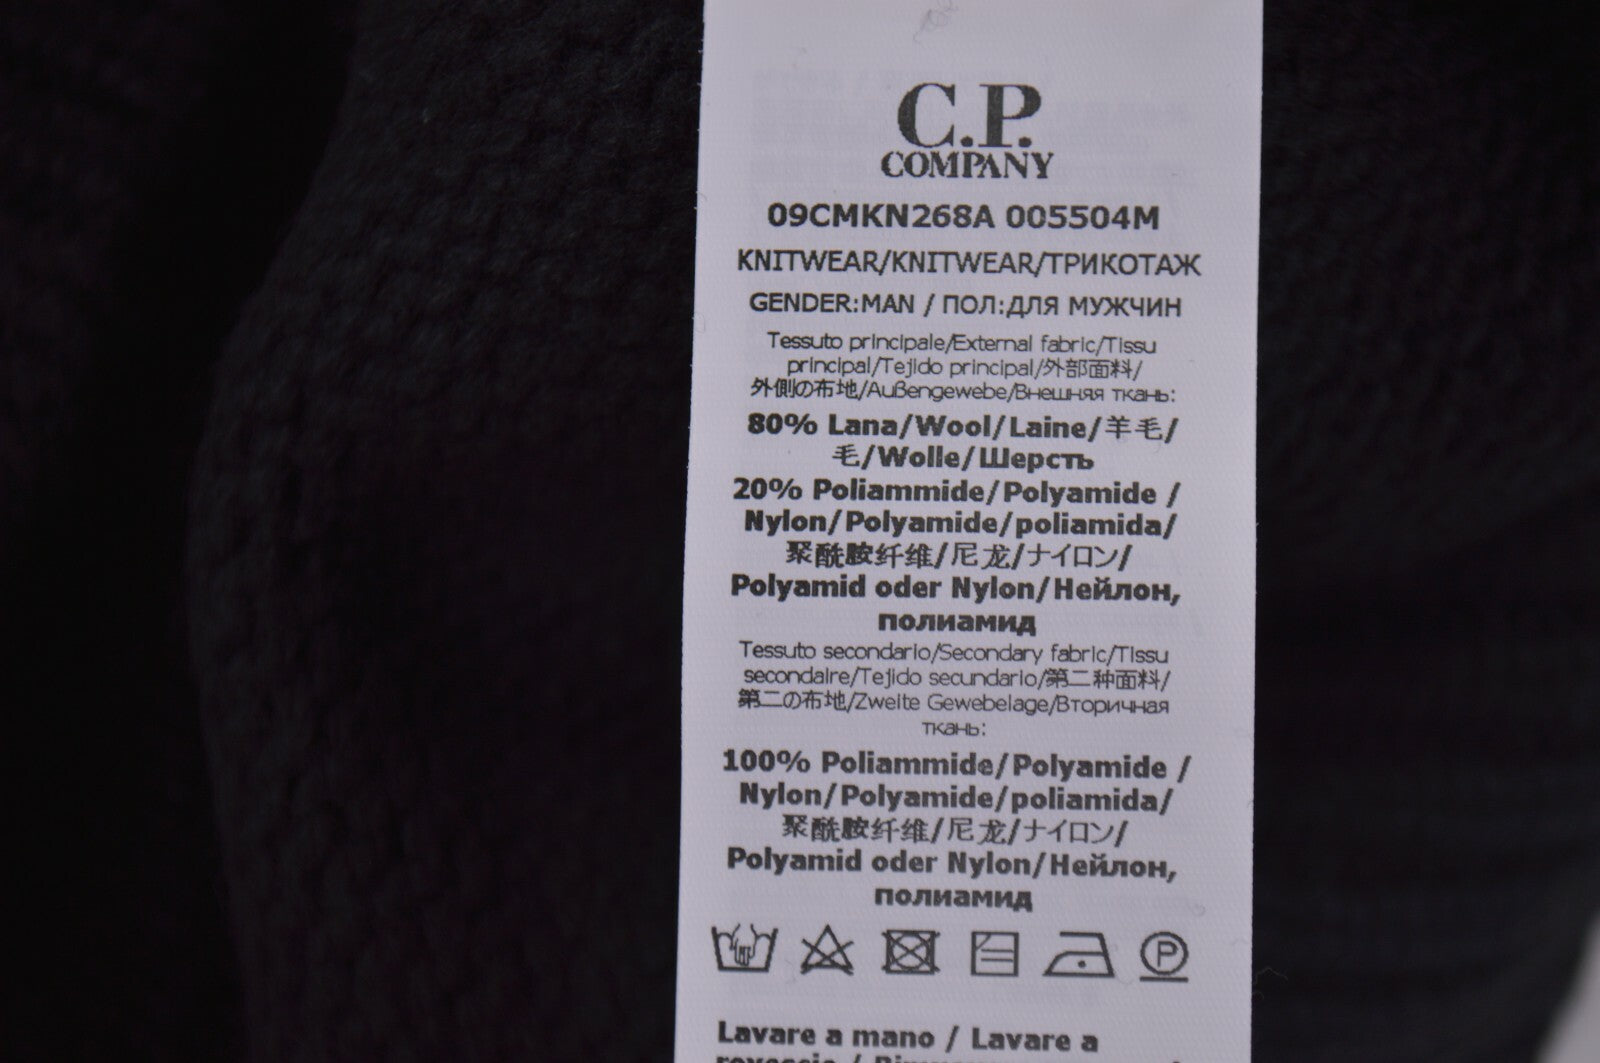 C.P.
COMPANY
09CMKN268A 005504M
KNITWEAR/KNITWEAR/ТРИКОТАЖ
GENDER:MAN / ПОЛ:ДЛЯ МУЖЧИН
Tessuto principale/External fabric/Tissu
principal/Tejido principal/外部面料/
外側の布地/Außengewebe/Внешняя ткань:
80% Lana/Wool/Laine/羊毛/
毛/Wolle/Шерсть
20% Poliammide/Polyamide /
Nylon/Polyamide/poliamida/
聚酰胺纤维/尼龙/ナイロン/
Polyamid oder Nylon/Нейлон,
полиамид
Tessuto secondario/Secondary fabric/Tissu
secondaire/Tejido secundario/第二种面料/
第二の布地/Zweite Gewebelage/Вторичная
ткань:
100% Poliammide/Polyamide /
Nylon/Polyamide/poliamida/
聚酰胺纤维/尼龙/ナイロン/
Polyamid oder Nylon/Нейлон,
полиамид
P
Lavare a mano / Lavare a
rovescio /